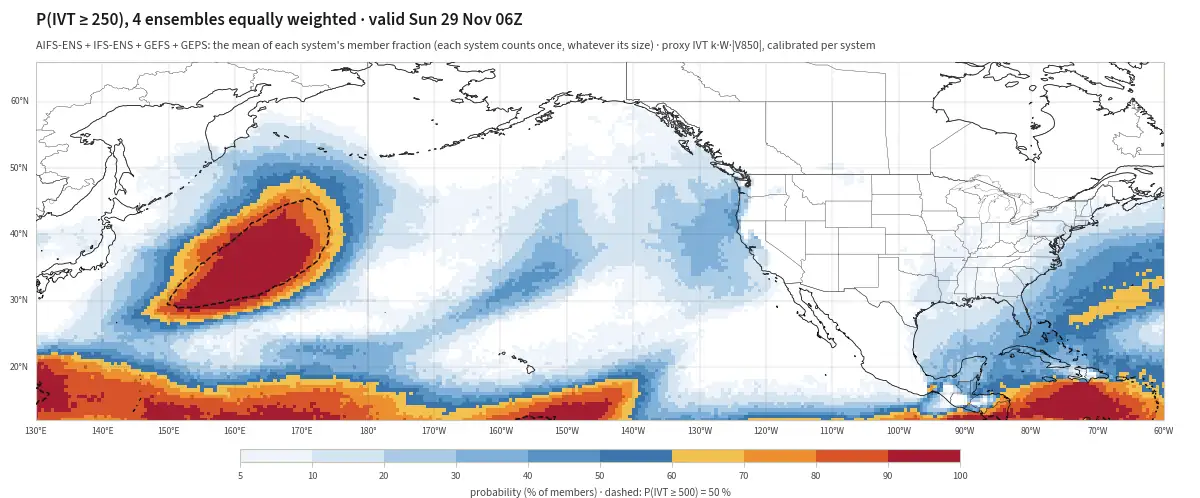 P(IVT ≥ 250), 4 ensembles equally weighted · valid Sun 29 Nov 06Z
AIFS-ENS + IFS-ENS + GEFS + GEPS: the mean of each system's member fraction (each system counts once, whatever its size) · proxy IVT k·W·|V850|, calibrated per system
60°N
50°N
40°N
30°N
20°N
130°E 140°E 150°E 160°E 170°E 180° 170°W 160°W 150°W 140°W 130°W 120°W 110°W 100°W 90°W 80°W 70°W 60°W
5 10 20 30 40 50 60 70 80 90 100
probability (% of members) · dashed: P(IVT ≥ 500) = 50 %